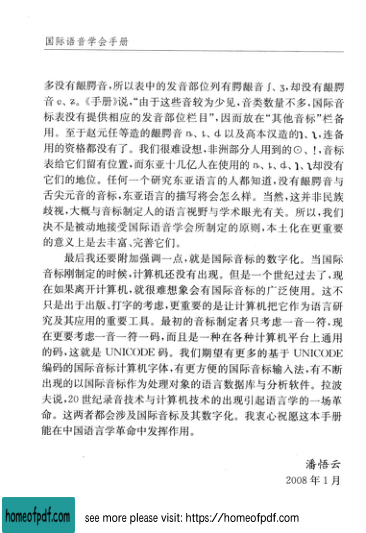 国际语音学会手册
多没有龈腭音,所以表中的发音部位列有腭龈音 ʃ、ʒ,却没有龈腭
音 ɕ、ʑ。《手册》说,“由于这些音较为少见,音类数量不多,国际音
标表没有提供相应的发音部位栏目”,因而放在“其他音标”栏备
用。至于赵元任等造的龈腭音 ȵ、ȶ、ȡ 以及高本汉造的ʅ、ɿ,连备
用的资格都没有了。我们很难设想,非洲部分人用到的 ʘ、ǃ,音标
表给它们留有位置,而东亚十几亿人在使用的 ȵ、ȶ、ȡ、ʅ、ɿ却没有
它们的地位。任何一个研究东亚语言的人都知道,没有龈腭音与
舌尖元音的音标,东亚语言的描写将会怎么样。当然,这并非民族
歧视,大概与音标制定人的语言视野与学术眼光有关。所以,我们
决不是被动地接受国际语音学会所制定的原则,本土化在更重要
的意义上是去丰富、完善它们。
最后我还要附加强调一点,就是国际音标的数字化。当国际
音标刚制定的时候,计算机还没有出现。但是一个世纪过去了,现
在如果离开计算机,就很难想象会有国际音标的广泛使用。这不
只是出于出版、打字的考虑,更重要的是让计算机把它作为语言研
究及其应用的重要工具。最初的音标制定者只考虑一音一符,现
在更要考虑一音一符一码,而且是一种在各种计算机平台上通用
的码,这就是 UNICODE 码。我们期望有更多的基于 UNICODE
编码的国际音标计算机字体,有更方便的国际音标输入法,有不断
出现的以国际音标作为处理对象的语言数据库与分析软件。拉波
夫说,20 世纪录音技术与计算机技术的出现引起语言学的一场革
命。这两者都会涉及国际音标及其数字化。我衷心祝愿这本手册
能在中国语言学革命中发挥作用。
潘悟云
2008 年 1 月
homeofpdf.com
see more please visit: https://homeofpdf.com